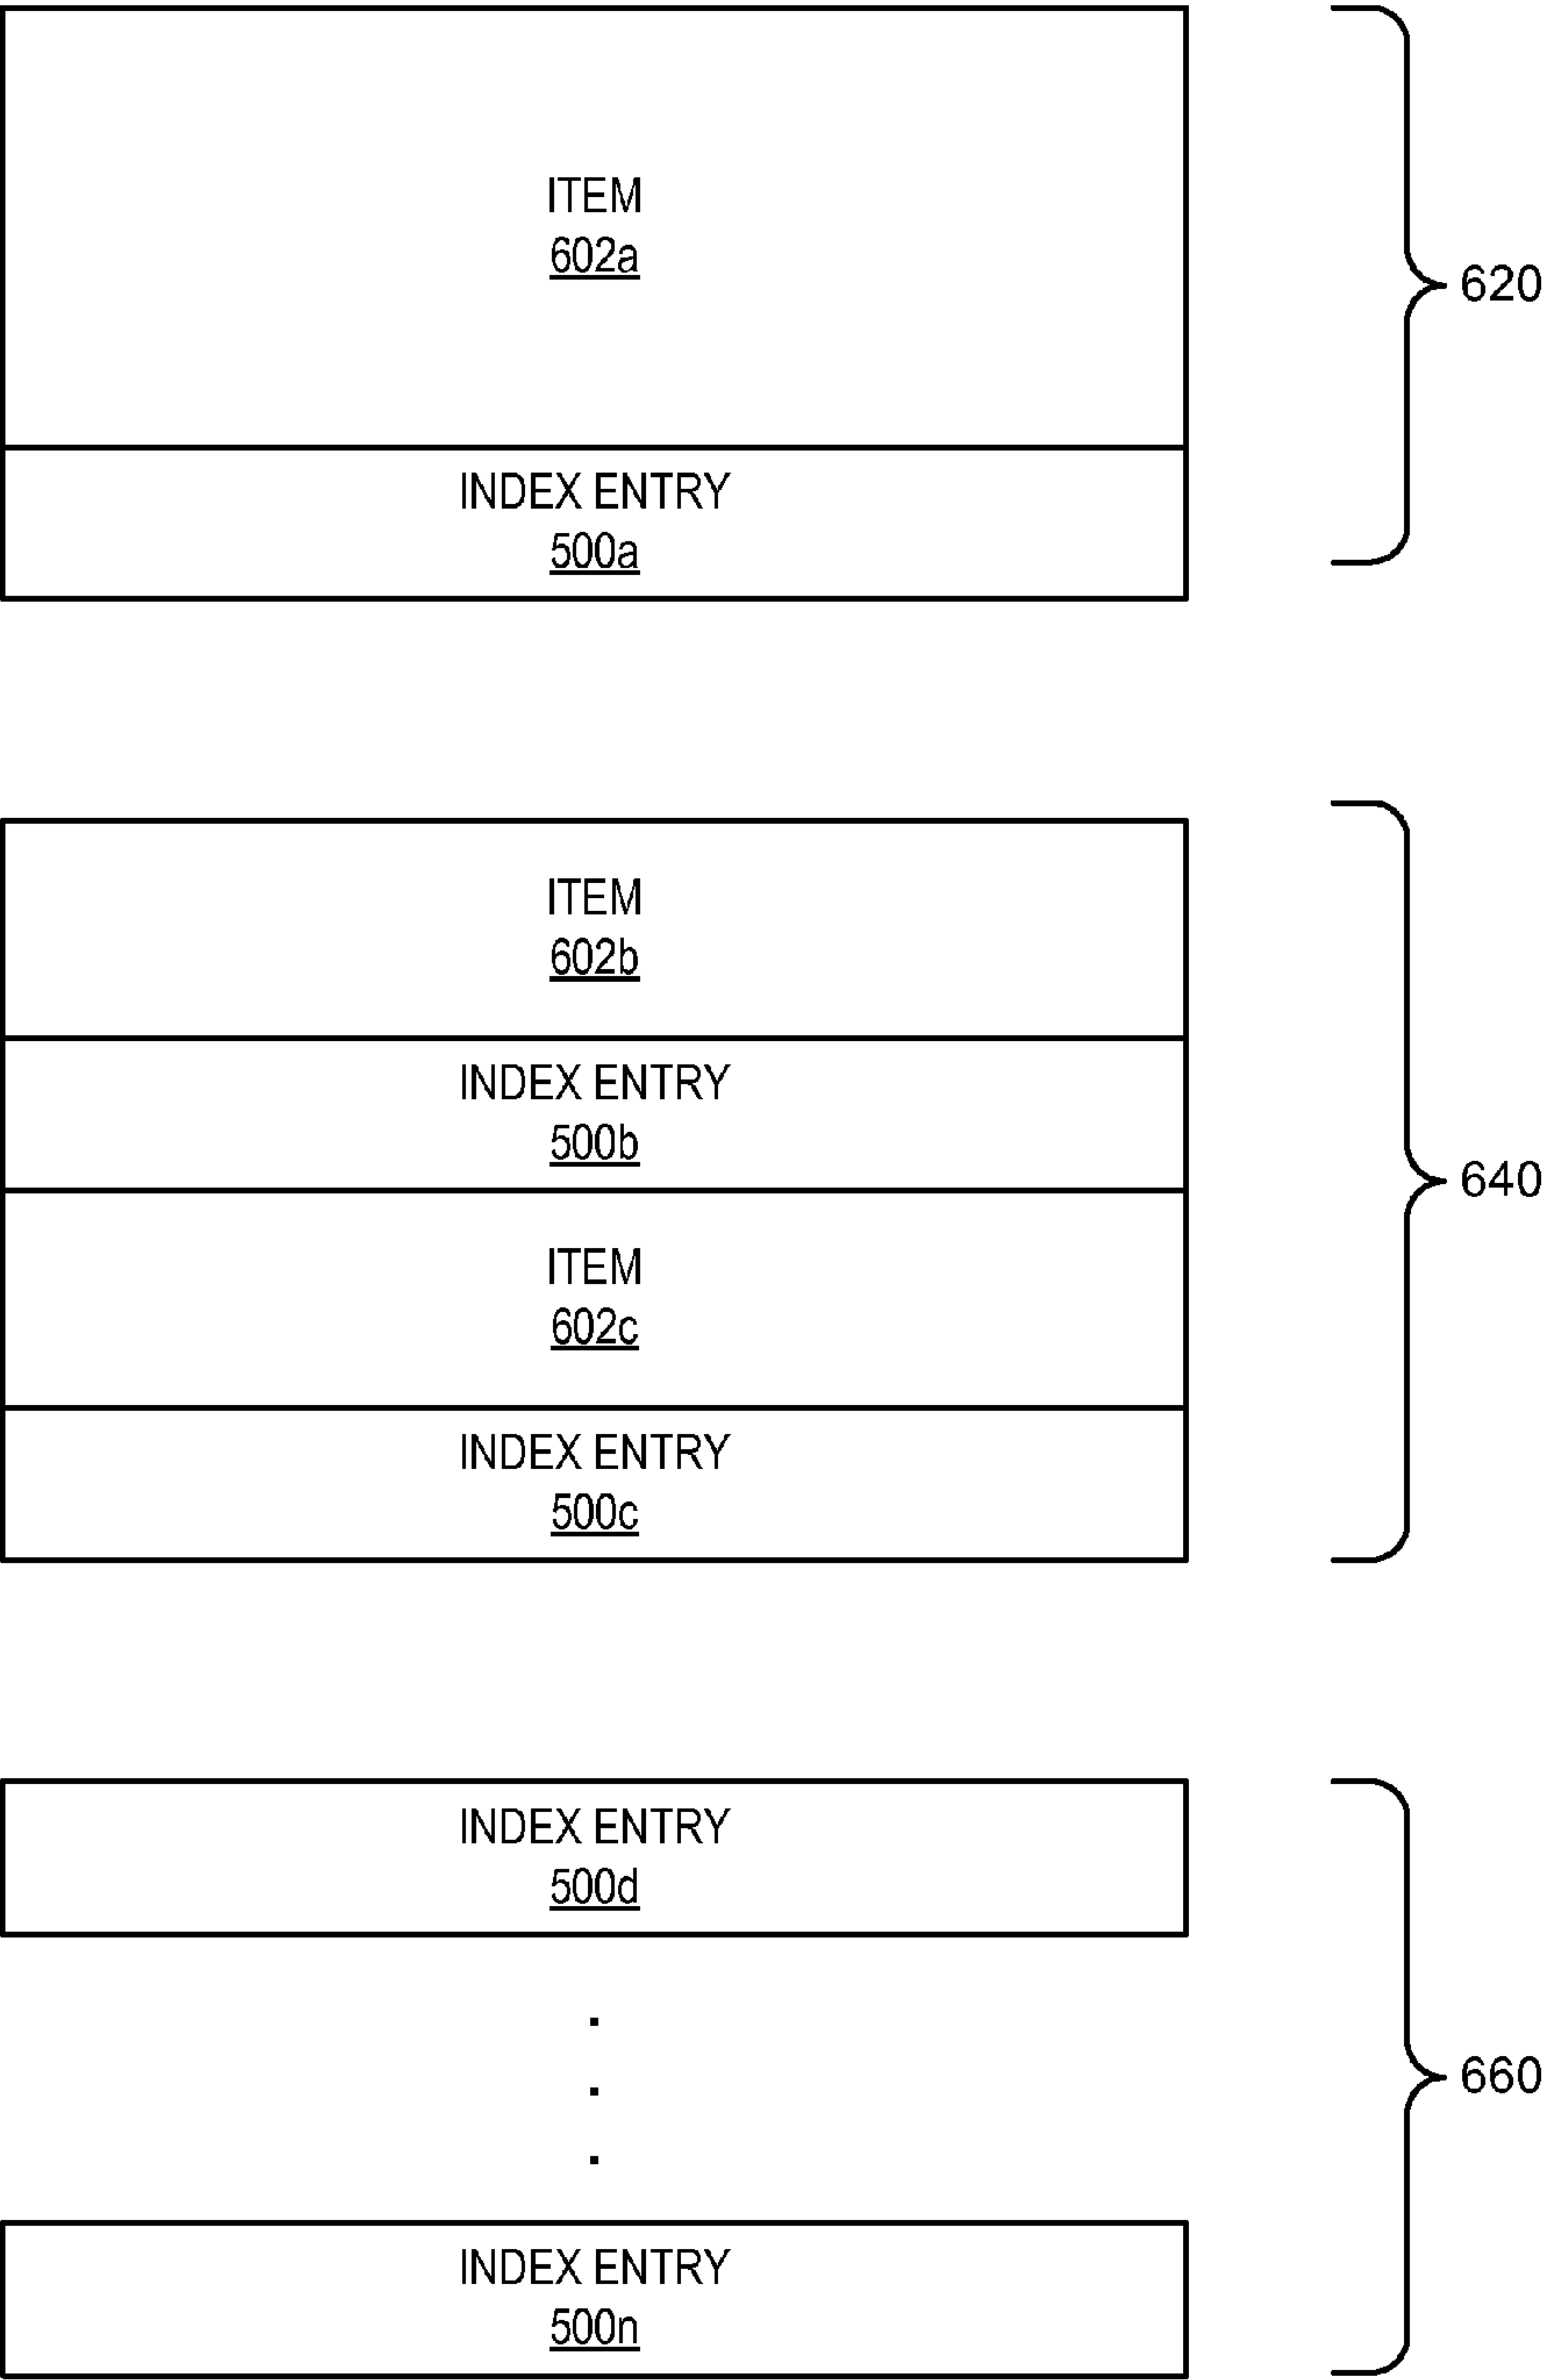 ITEM
602a
620
INDEX ENTRY
500a
ITEM
602b
INDEX ENTRY
500b
640
ITEM
602c
INDEX ENTRY
500c
INDEX ENTRY
500d
.
.
660
.
INDEX ENTRY
500n